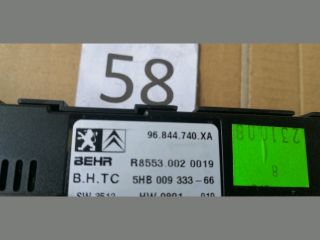 58
96.844.740.XA
BEHR R8553.002 0019
B.H.TC 5HB 009 333-66